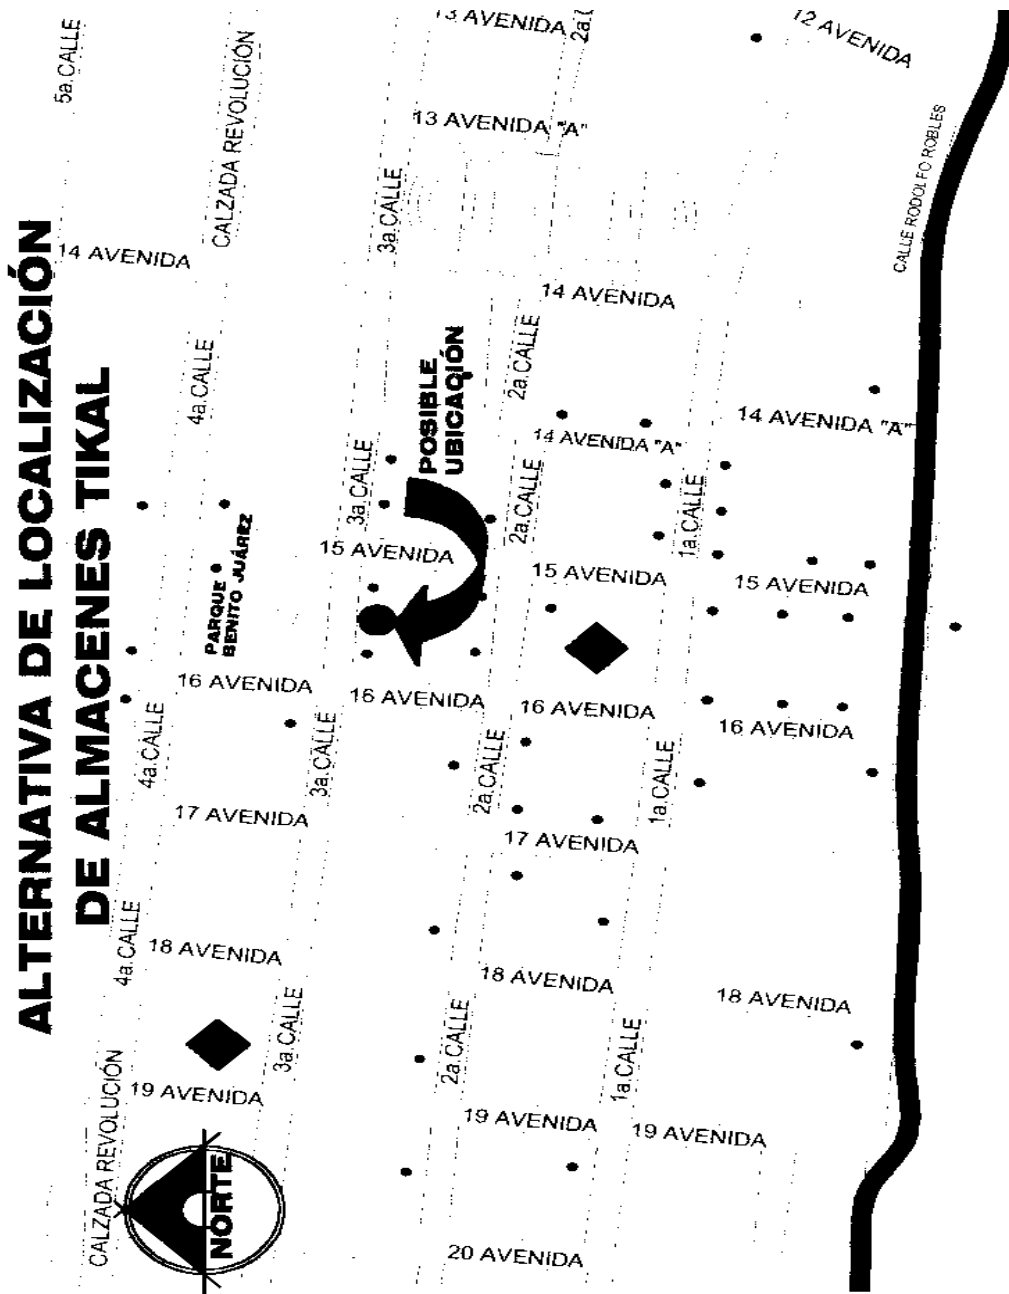 ALTERNATIVA DE LOCALIZACIÓN
DE ALMACENES TIKAL
5a.CALLE
CALZADA REVOLUCIÓN
13 AVENIDA
12 AVENIDA
13 AVENIDA "A"
3a.CALLE
CALLE RODOLFO ROBLES
14 AVENIDA
14 AVENIDA
4a.CALLE
2a.CALLE
POSIBLE
UBICACIÓN
14 AVENIDA "A"
14 AVENIDA "A"
3a.CALLE
2a.CALLE
1a.CALLE
PARQUE
BENITO JUÁREZ
15 AVENIDA
15 AVENIDA
15 AVENIDA
16 AVENIDA
16 AVENIDA
16 AVENIDA
16 AVENIDA
4a.CALLE
3a.CALLE
2a.CALLE
1a.CALLE
17 AVENIDA
17 AVENIDA
4a.CALLE
18 AVENIDA
18 AVENIDA
18 AVENIDA
3a.CALLE
2a.CALLE
1a.CALLE
CALZADA REVOLUCIÓN
19 AVENIDA
19 AVENIDA
19 AVENIDA
NORTE
20 AVENIDA